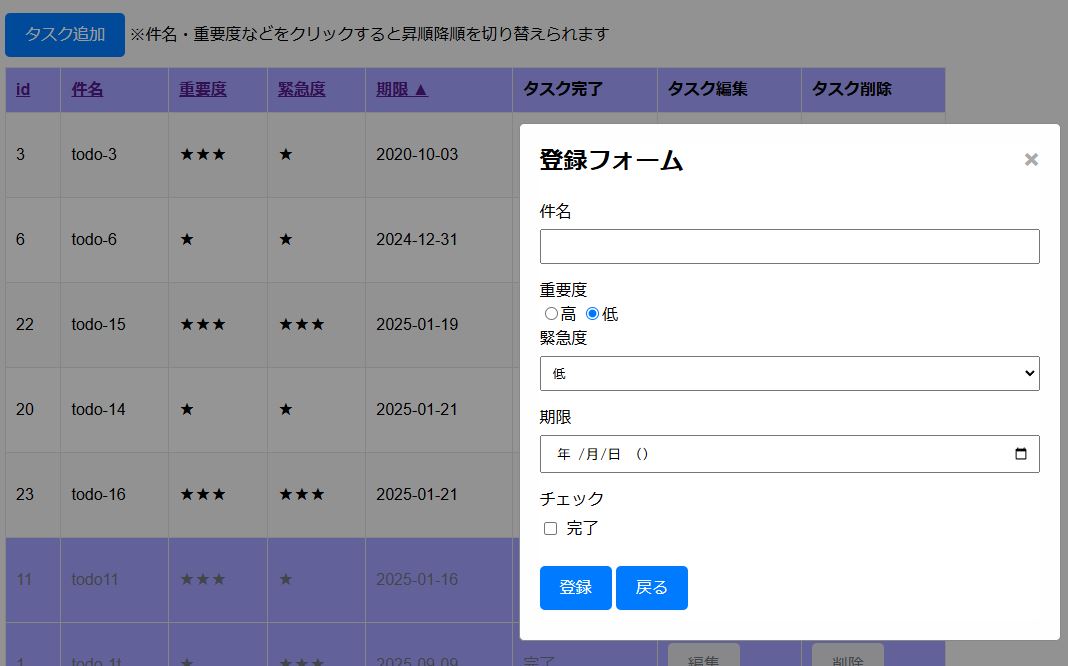 タスク追加 ※件名・重要度などをクリックすると昇順降順を切り替えられます
id 件名 重要度 緊急度 期限 ▲ タスク完了 タスク編集 タスク削除
3 todo-3 ★★★ ★ 2020-10-03
6 todo-6 ★ ★ 2024-12-31
22 todo-15 ★★★ ★★★ 2025-01-19
20 todo-14 ★ ★ 2025-01-21
23 todo-16 ★★★ ★★★ 2025-01-21
11 todo11 ★★★ ★ 2025-01-16
1 todo-1t ★ ★★★ 2025-09-09 完了 編集 削除
登録フォーム ×
件名
重要度
高 低
緊急度
低
期限
年 /月/日 ()
チェック
完了
登録 戻る